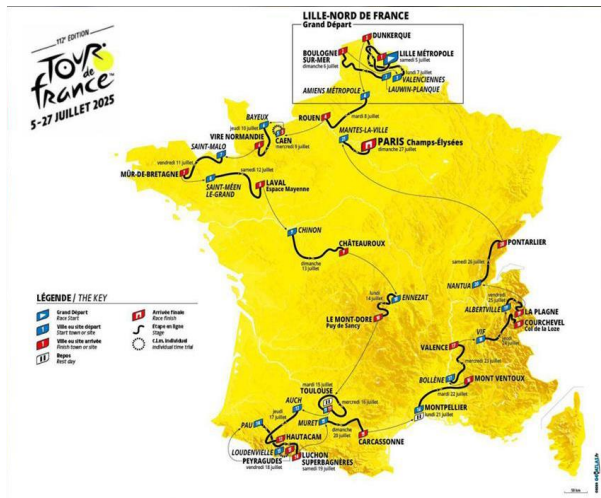 112e EDITION
TOUR
de
france
5-27 JUILLET 2025
LILLE-NORD DE FRANCE
Grand Départ
DUNKERQUE
BOULOGNE
SUR-MER
dimanche 6 juillet
LILLE MÉTROPOLE
samedi 5 juillet
lundi 7 juillet
VALENCIENNES
LAUWIN-PLANQUE
AMIENS MÉTROPOLE
mardi 8 juillet
ROUEN
BAYEUX
jeudi 10 juillet
VIRE NORMANDIE
CAEN
mercredi 9 juillet
MANTES-LA-VILLE
PARIS Champs-Élysées
dimanche 27 juillet
SAINT-MALO
vendredi 11 juillet
MÛR-DE-BRETAGNE
SAINT-MÉEN
LE-GRAND
samedi 12 juillet
LAVAL
Espace Mayenne
CHINON
CHÂTEAUROUX
dimanche
13 juillet
PONTARLIER
samedi 26 juillet
NANTUA
lundi
14 juillet
ENNEZAT
LE MONT-DORE
Puy de Sancy
vendredi
25 juillet
ALBERTVILLE
LA PLAGNE
COURCHEVEL
Col de la Loze
jeudi
24 juillet
VIF
VALENCE
mercredi 23 juillet
BOLLÈNE
MONT VENTOUX
mardi 22 juillet
MONTPELLIER
lundi 21 juillet
mardi 15 juillet
TOULOUSE
mercredi 16 juillet
AUCH
jeudi
17 juillet
PAU
MURET
dimanche
20 juillet
CARCASSONNE
HAUTACAM
LOUDENVIELLE
PEYRAGUDES
vendredi 18 juillet
LUCHON
SUPERBAGNÈRES
samedi 19 juillet
LÉGENDE / THE KEY
Grand Départ
Race Start
Ville ou site départ
Start town or site
Ville ou site arrivée
Finish town or site
Repos
Rest day
Arrivée finale
Race finish
Etape en ligne
Stage
c.l.m. individuel
Individual time trial
50 km